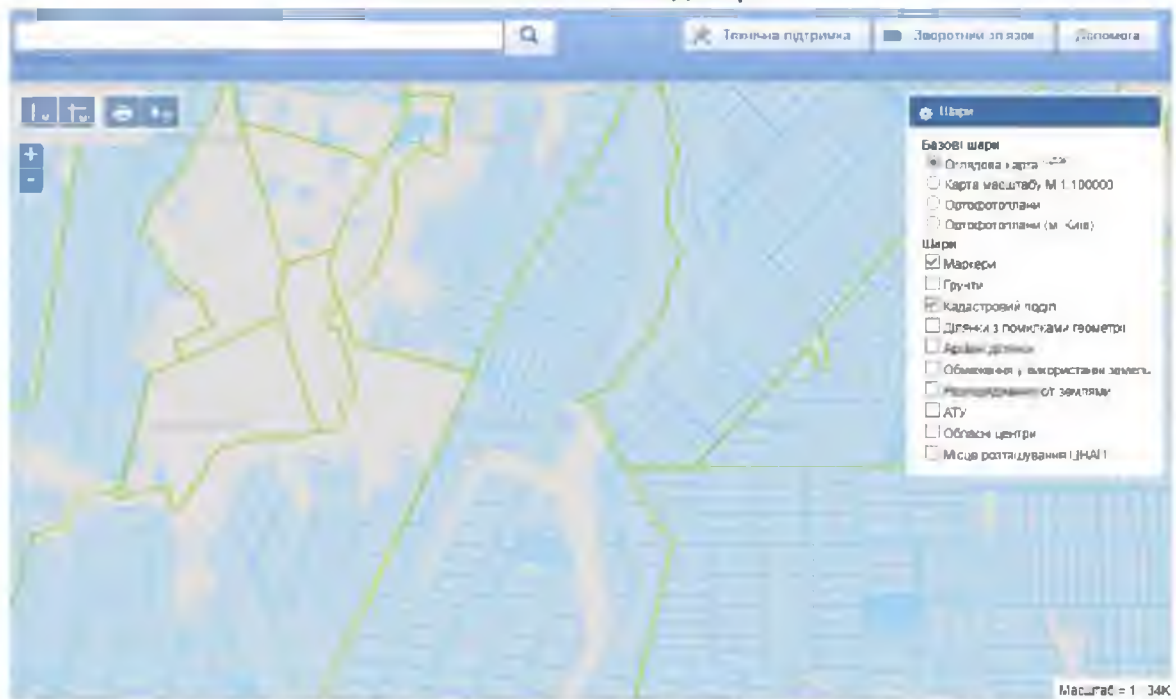 Технічна підтримка
Зворотний зв'язок
Допомога
Шари
Базові шари
Оглядова карта
Карта масштабу М 1:100000
Ортофотоплани
Ортофотоплани (м. Київ)
Шари
Маркери
Ґрунти
Кадастровий поділ
Ділянки з помилками геометрії
Архівні ділянки
Обмеження у використанні земель
с/г землями
АТУ
Обласні центри
Місце розташування ЦНАП
+
-
Масштаб = 1 : 34K